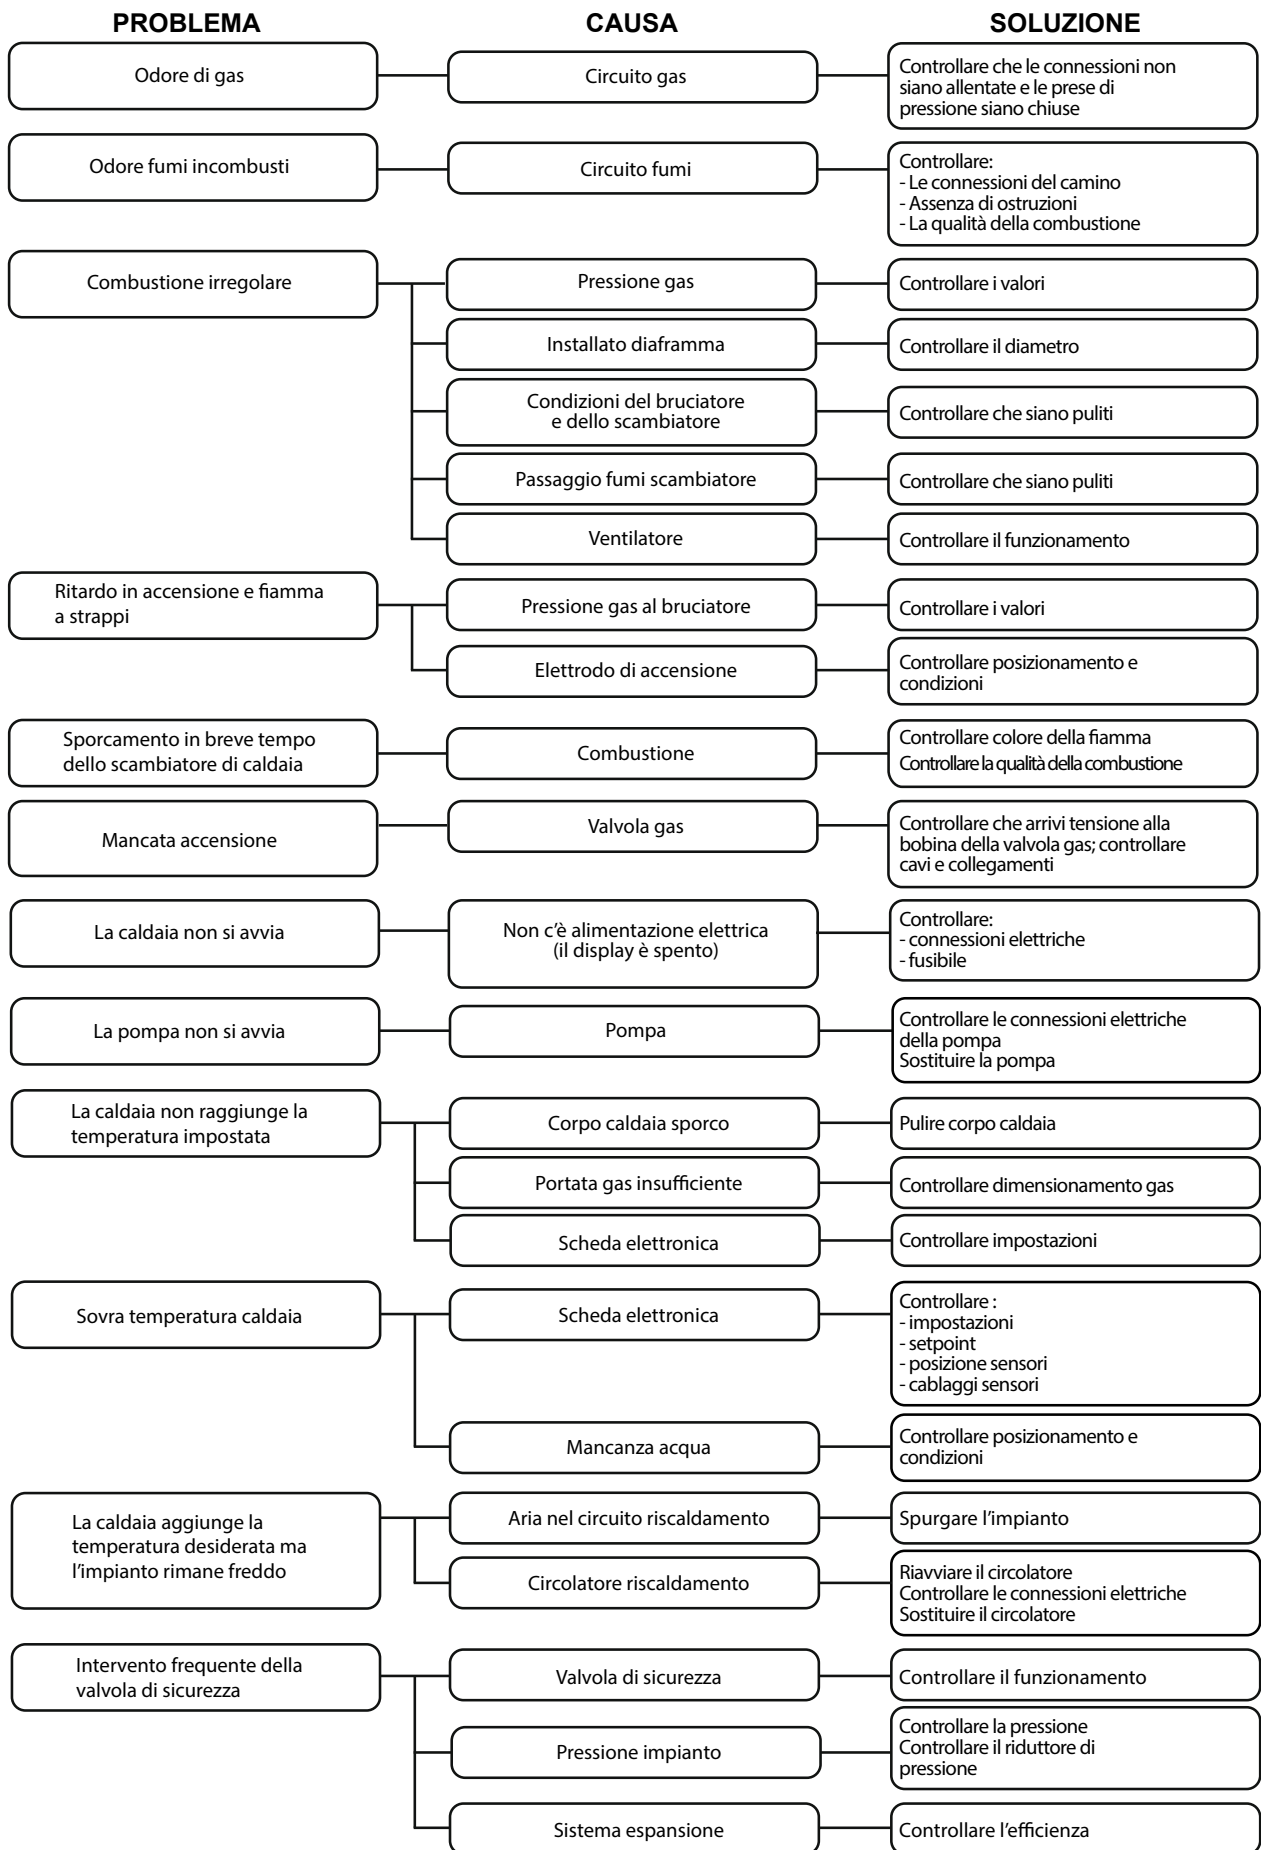 PROBLEMA CAUSA SOLUZIONE
Odore di gas
Circuito gas
Controllare che le connessioni non
siano allentate e le prese di
pressione siano chiuse
Odore fumi incombusti
Circuito fumi
Controllare:
- Le connessioni del camino
- Assenza di ostruzioni
- La qualità della combustione
Combustione irregolare
Pressione gas
Controllare i valori
Installato diaframma
Controllare il diametro
Condizioni del bruciatore
e dello scambiatore
Controllare che siano puliti
Passaggio fumi scambiatore
Controllare che siano puliti
Ventilatore
Controllare il funzionamento
Ritardo in accensione e fiamma
a strappi
Pressione gas al bruciatore
Controllare i valori
Elettrodo di accensione
Controllare posizionamento e
condizioni
Sporcamento in breve tempo
dello scambiatore di caldaia
Combustione
Controllare colore della fiamma
Controllare la qualità della combustione
Mancata accensione
Valvola gas
Controllare che arrivi tensione alla
bobina della valvola gas; controllare
cavi e collegamenti
La caldaia non si avvia
Non c'è alimentazione elettrica
(il display è spento)
Controllare:
- connessioni elettriche
- fusibile
La pompa non si avvia
Pompa
Controllare le connessioni elettriche
della pompa
Sostituire la pompa
La caldaia non raggiunge la
temperatura impostata
Corpo caldaia sporco
Pulire corpo caldaia
Portata gas insufficiente
Controllare dimensionamento gas
Scheda elettronica
Controllare impostazioni
Sovra temperatura caldaia
Scheda elettronica
Controllare :
- impostazioni
- setpoint
- posizione sensori
- cablaggi sensori
Mancanza acqua
Controllare posizionamento e
condizioni
La caldaia aggiunge la
temperatura desiderata ma
l'impianto rimane freddo
Aria nel circuito riscaldamento
Spurgare l'impianto
Circolatore riscaldamento
Riavviare il circolatore
Controllare le connessioni elettriche
Sostituire il circolatore
Intervento frequente della
valvola di sicurezza
Valvola di sicurezza
Controllare il funzionamento
Pressione impianto
Controllare la pressione
Controllare il riduttore di
pressione
Sistema espansione
Controllare l'efficienza